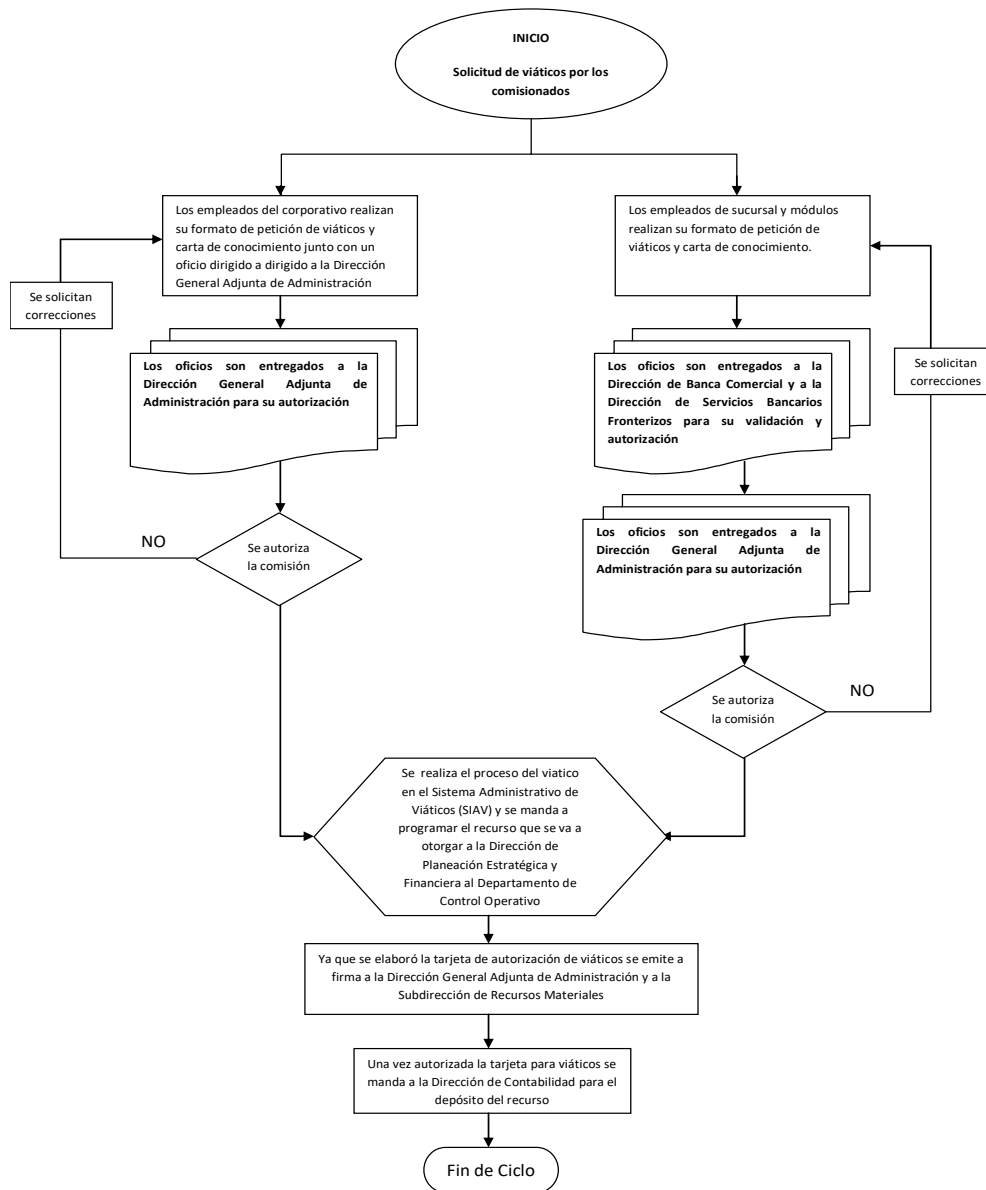 INICIO
Solicitud de viáticos por los
comisionados
Los empleados del corporativo realizan
su formato de petición de viáticos y
carta de conocimiento junto con un
oficio dirigido a dirigido a la Dirección
General Adjunta de Administración
Los empleados de sucursal y módulos
realizan su formato de petición de
viáticos y carta de conocimiento.
Se solicitan
correcciones
Los oficios son entregados a la
Dirección General Adjunta de
Administración para su autorización
Los oficios son entregados a la
Dirección de Banca Comercial y a la
Dirección de Servicios Bancarios
Fronterizos para su validación y
autorización
Se solicitan
correcciones
Los oficios son entregados a la
Dirección General Adjunta de
Administración para su autorización
NO
Se autoriza
la comisión
Se autoriza
la comisión
NO
Se realiza el proceso del viatico
en el Sistema Administrativo de
Viáticos (SIAV) y se manda a
programar el recurso que se va a
otorgar a la Dirección de
Planeación Estratégica y
Financiera al Departamento de
Control Operativo
Ya que se elaboró la tarjeta de autorización de viáticos se emite a
firma a la Dirección General Adjunta de Administración y a la
Subdirección de Recursos Materiales
Una vez autorizada la tarjeta para viáticos se
manda a la Dirección de Contabilidad para el
depósito del recurso
Fin de Ciclo